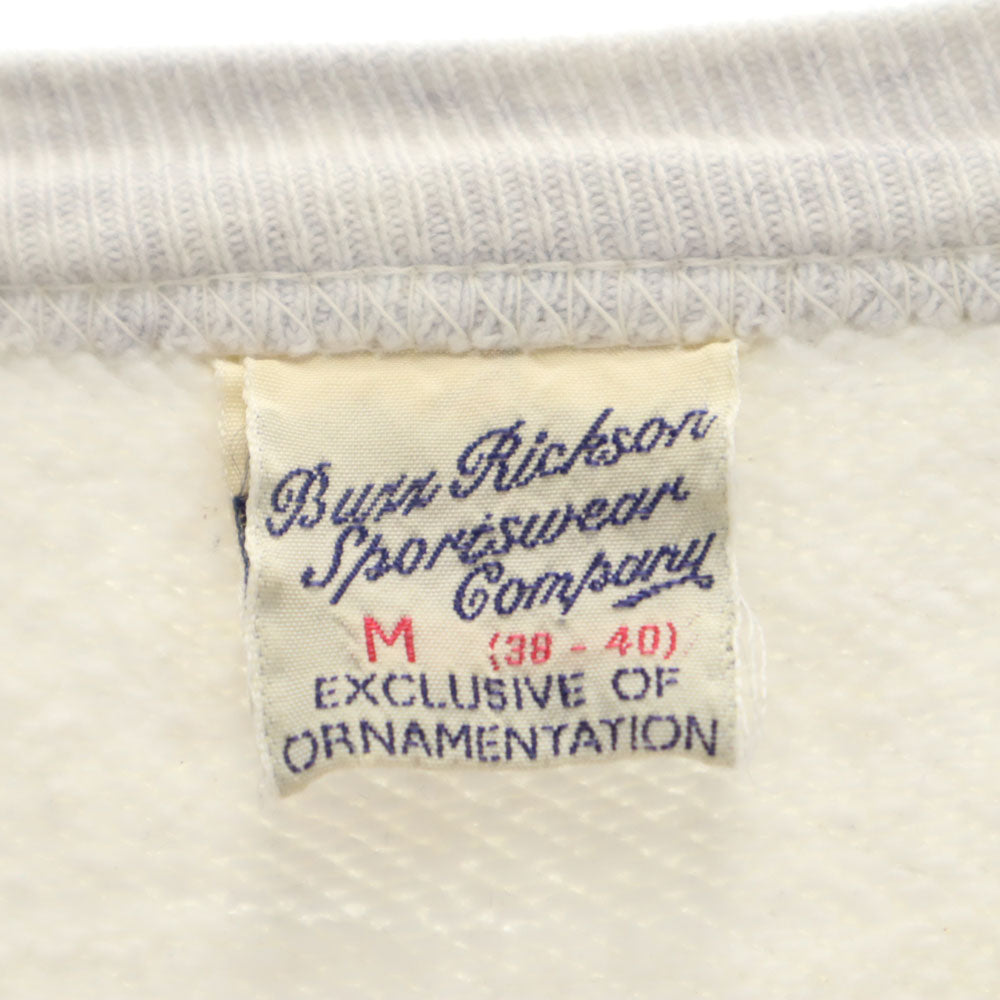 Buzz Rickson
Sportswear
Company
M (38 - 40)
EXCLUSIVE OF
ORNAMENTATION